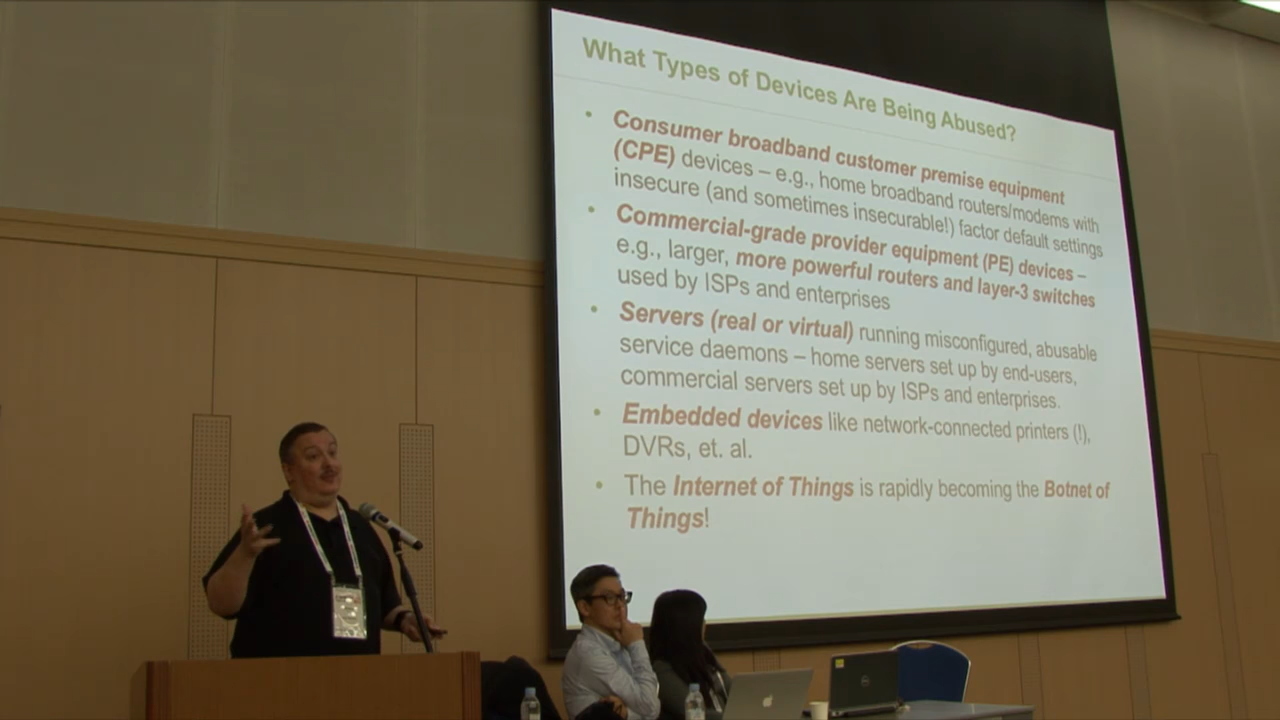 What Types of Devices Are Being Abused?
• Consumer broadband customer premise equipment
(CPE) devices – e.g., home broadband routers/modems with
insecure (and sometimes insecurable!) factor default settings
• Commercial-grade provider equipment (PE) devices –
e.g., larger, more powerful routers and layer-3 switches
used by ISPs and enterprises
• Servers (real or virtual) running misconfigured, abusable
service daemons – home servers set up by end-users,
commercial servers set up by ISPs and enterprises.
• Embedded devices like network-connected printers (!),
DVRs, et. al.
• The Internet of Things is rapidly becoming the Botnet of
Things!